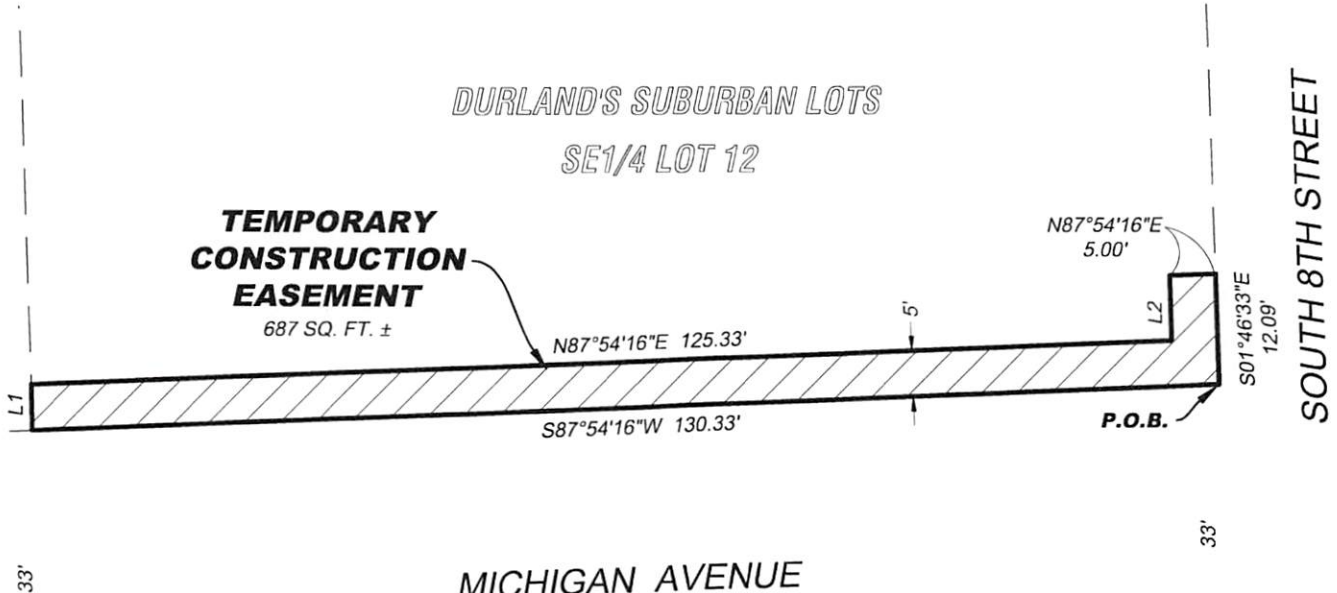 DURLAND'S SUBURBAN LOTS
SE1/4 LOT 12
SOUTH 8TH STREET
TEMPORARY
CONSTRUCTION
EASEMENT
687 SQ. FT. ±
N87°54'16"E
5.00'
L2
S01°46'33"E
12.09'
5'
N87°54'16"E 125.33'
L1
S87°54'16"W 130.33'
P.O.B.
33'
33'
MICHIGAN AVENUE